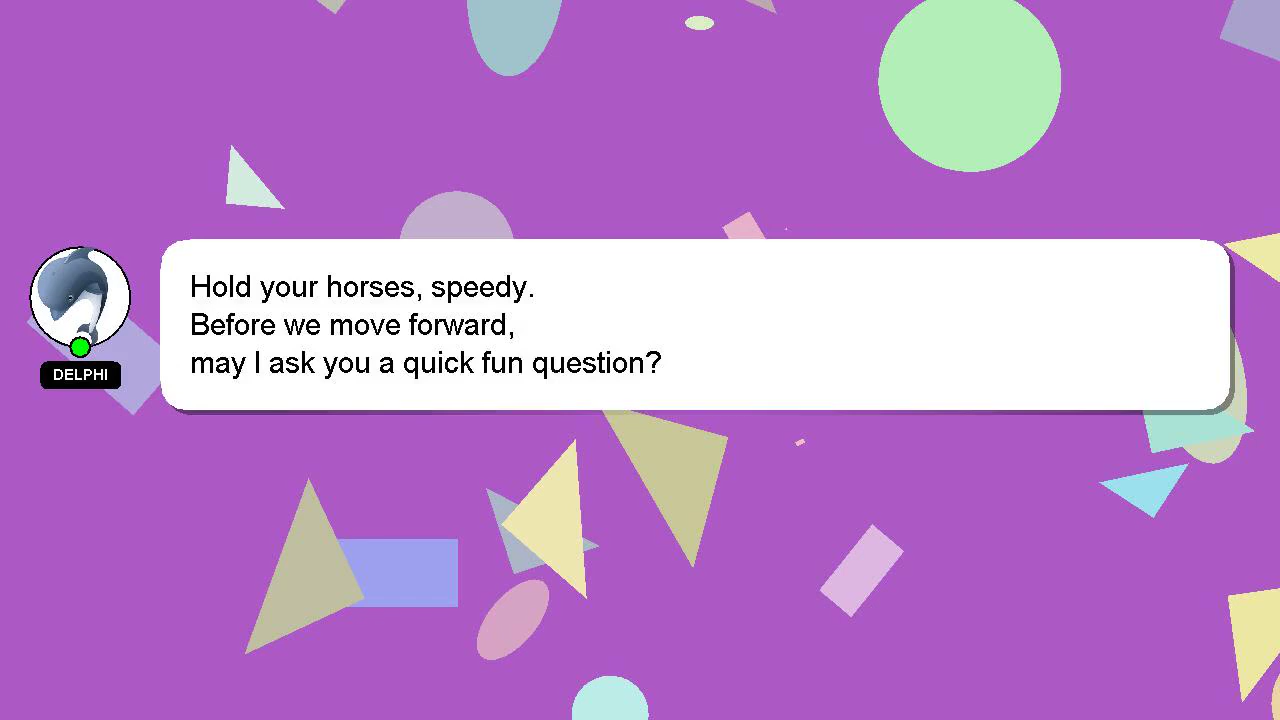 Hold your horses, speedy.
Before we move forward,
may I ask you a quick fun question?
DELPHI